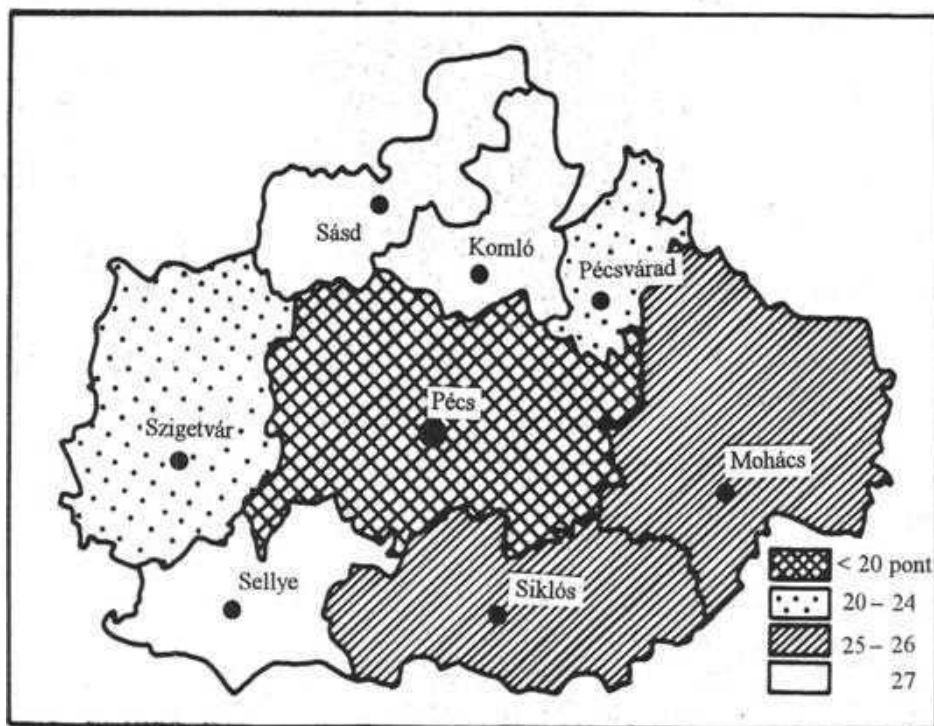 Sásd
Komló
Pécsvárad
Pécs
Szigetvár
Mohács
Sellye
Siklós
< 20 pont
20 – 24
25 – 26
27